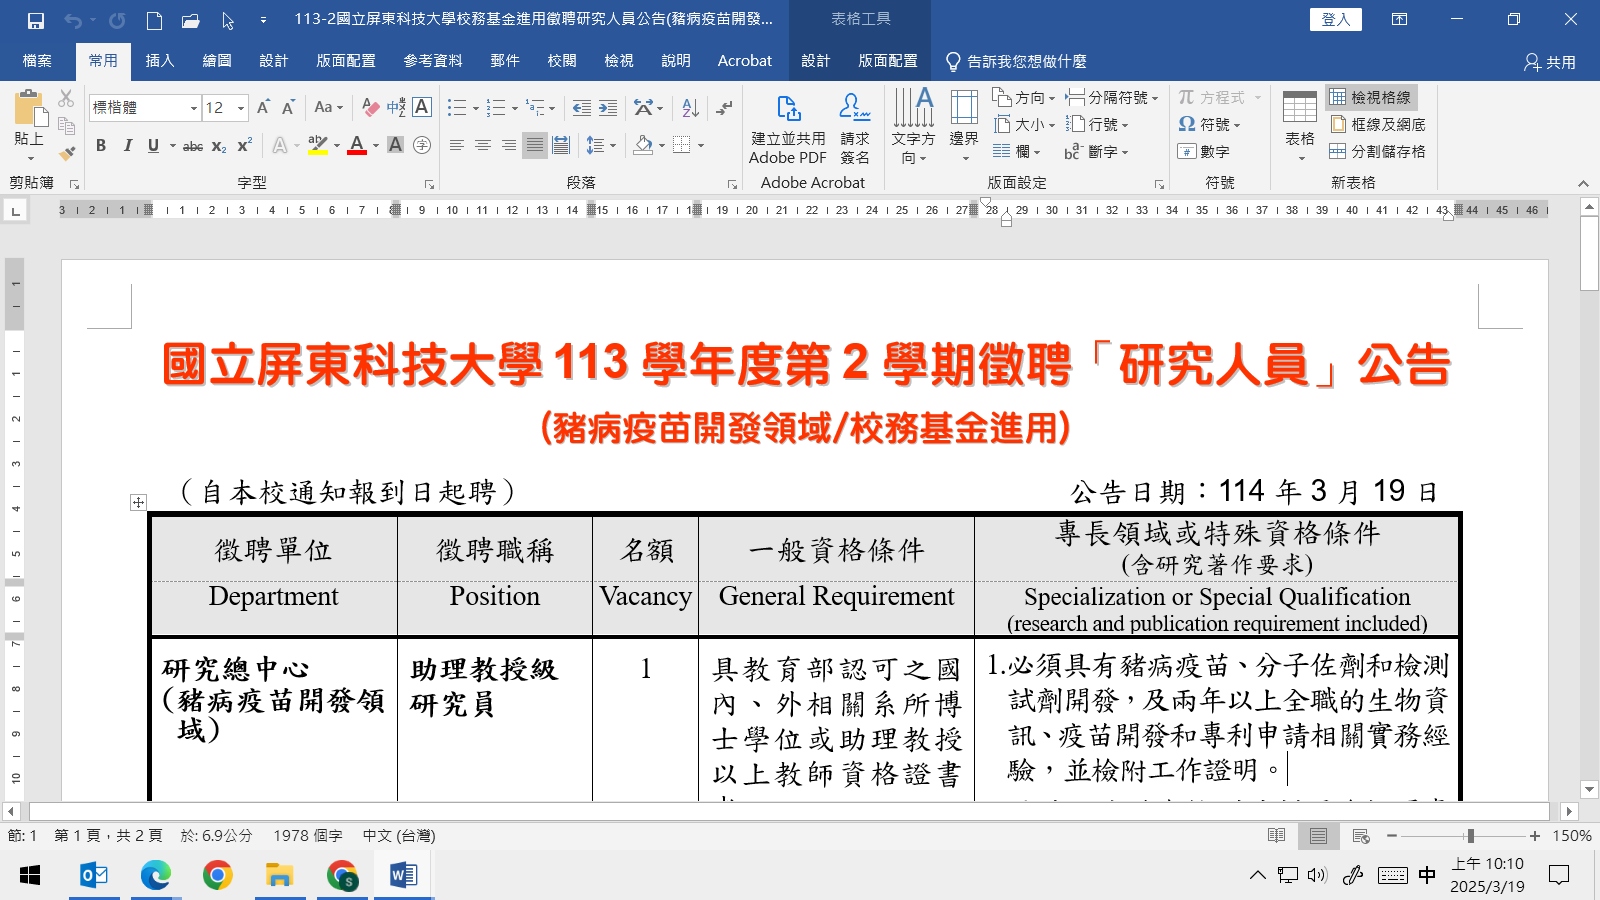 113-2國立屏東科技大學校務基金進用徵聘研究人員公告(豬病疫苗開發...
表格工具
登入
檔案 常用 插入 繪圖 設計 版面配置 參考資料 郵件 校閱 檢視 說明 Acrobat 設計 版面配置 告訴我您想做什麼 共用
貼上
標楷體 12
建立並共用
Adobe PDF
請求
簽名
文字方
向
邊界
方向
大小
欄
分隔符號
行號
斷字
方程式
符號
數字
表格
檢視格線
框線及網底
分割儲存格
剪貼簿 字型 段落 Adobe Acrobat 版面設定 符號 新表格
國立屏東科技大學 113 學年度第 2 學期徵聘「研究人員」公告
(豬病疫苗開發領域/校務基金進用)
（自本校通知報到日起聘） 公告日期：114 年 3 月 19 日
徵聘單位
Department
徵聘職稱
Position
名額
Vacancy
一般資格條件
General Requirement
專長領域或特殊資格條件
(含研究著作要求)
Specialization or Special Qualification
(research and publication requirement included)
研究總中心
(豬病疫苗開發領
域)
助理教授級
研究員
1
具教育部認可之國
內、外相關系所博
士學位或助理教授
以上教師資格證書
1.必須具有豬病疫苗、分子佐劑和檢測
試劑開發，及兩年以上全職的生物資
訊、疫苗開發和專利申請相關實務經
驗，並檢附工作證明。
節: 1 第 1 頁，共 2 頁 於: 6.9公分 1978 個字 中文 (台灣) 150%
中
上午 10:10
2025/3/19